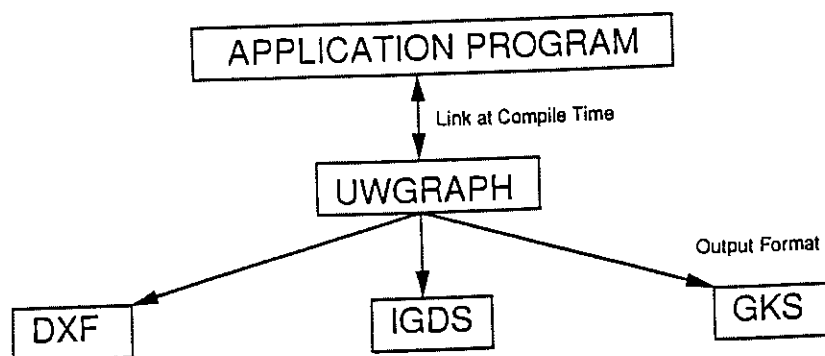 APPLICATION PROGRAM
Link at Compile Time
UWGRAPH
Output Format
DXF
IGDS
GKS